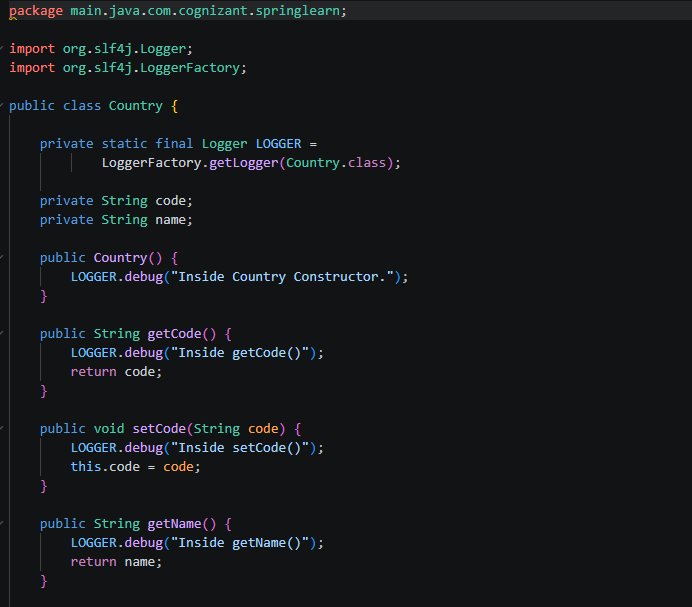 package main.java.com.cognizant.springlearn;
import org.slf4j.Logger;
import org.slf4j.LoggerFactory;
public class Country {
private static final Logger LOGGER =
LoggerFactory.getLogger(Country.class);
private String code;
private String name;
public Country() {
LOGGER.debug("Inside Country Constructor.");
}
public String getCode() {
LOGGER.debug("Inside getCode()");
return code;
}
public void setCode(String code) {
LOGGER.debug("Inside setCode()");
this.code = code;
}
public String getName() {
LOGGER.debug("Inside getName()");
return name;
}